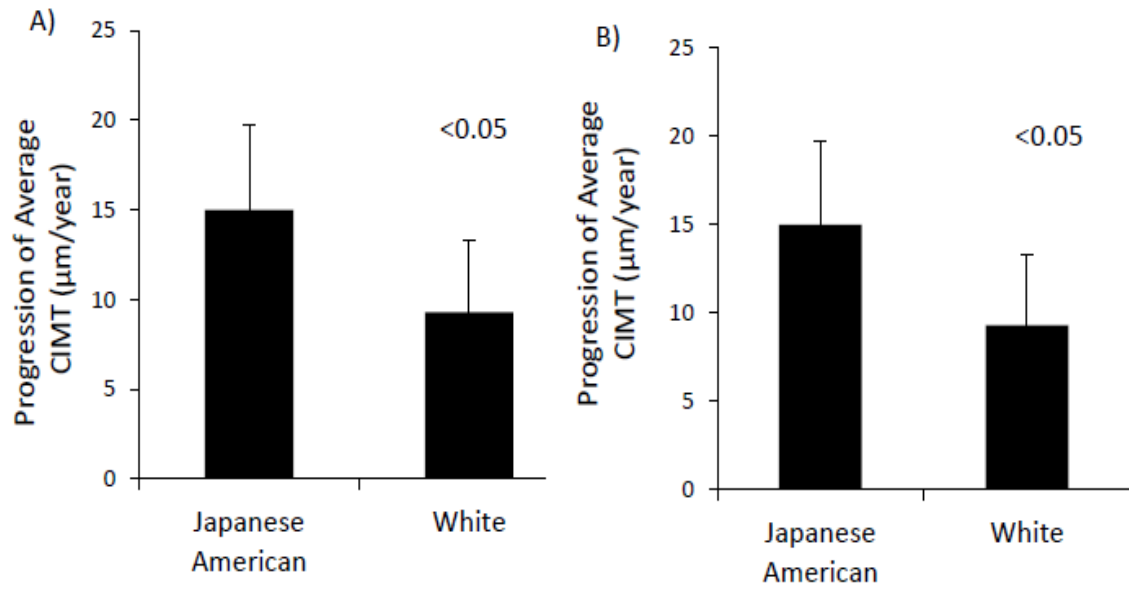 A)
Progression of Average
CIMT (µm/year)
25
20
15
10
5
0
<0.05
Japanese
American
White
B)
Progression of Average
CIMT (µm/year)
25
20
15
10
5
0
<0.05
Japanese
American
White